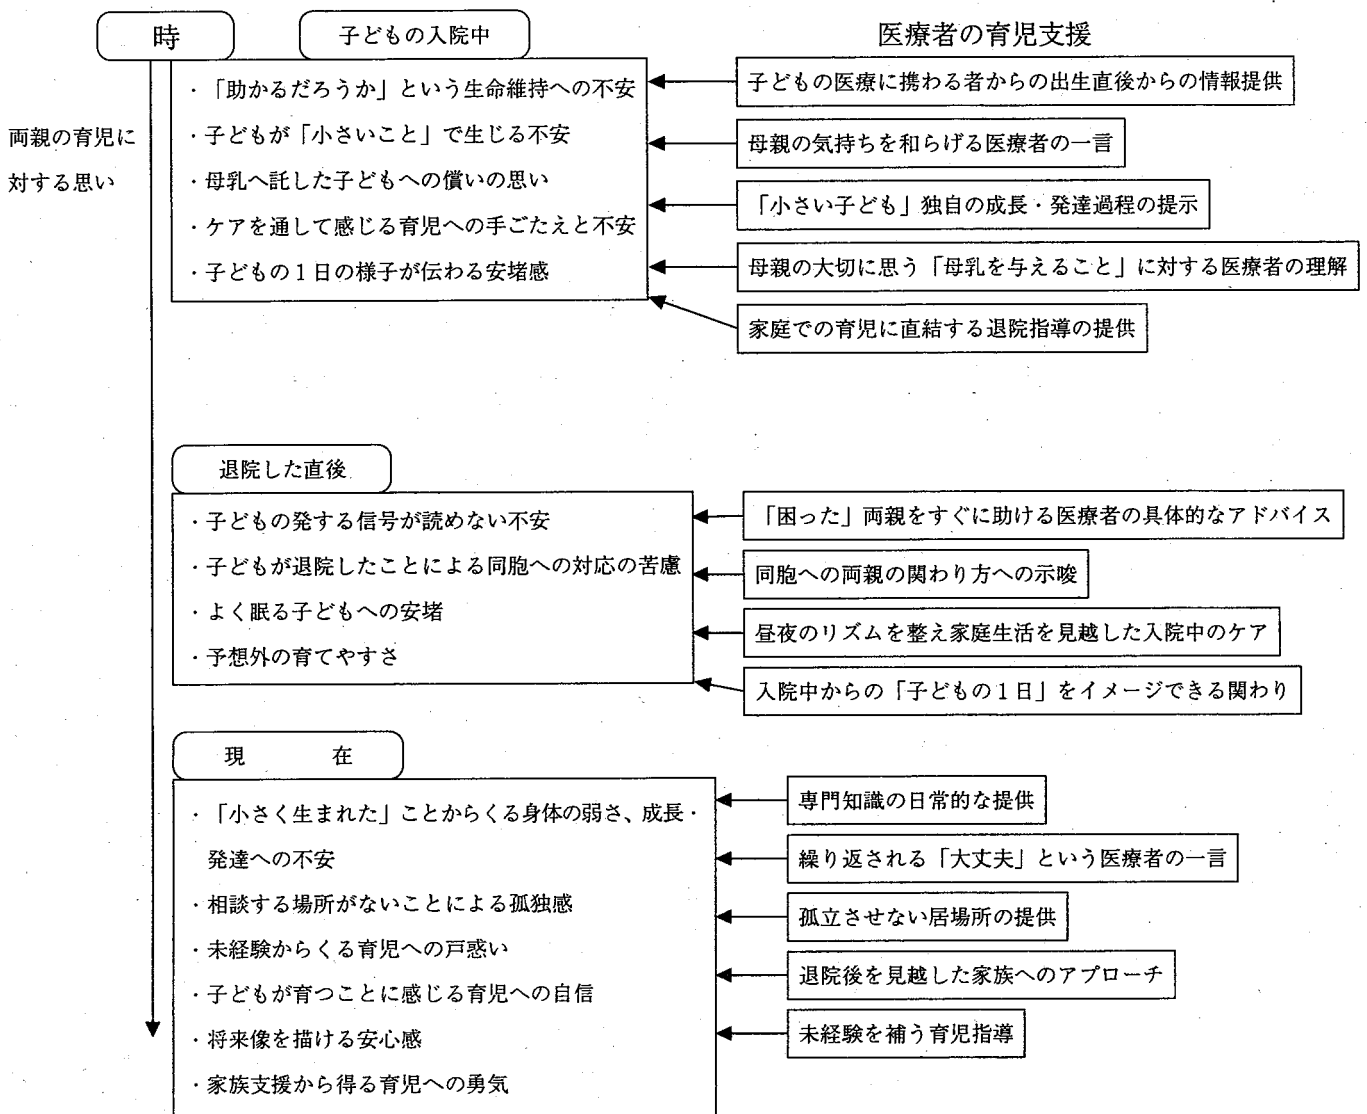 時
子どもの入院中
医療者の育児支援
両親の育児に
対する思い
・「助かるだろうか」という生命維持への不安
・子どもが「小さいこと」で生じる不安
・母乳へ託した子どもへの償いの思い
・ケアを通して感じる育児への手ごたえと不安
・子どもの1日の様子が伝わる安堵感
子どもの医療に携わる者からの出生直後からの情報提供
母親の気持ちを和らげる医療者の一言
「小さい子ども」独自の成長・発達過程の提示
母親の大切に思う「母乳を与えること」に対する医療者の理解
家庭での育児に直結する退院指導の提供
退院した直後
・子どもの発する信号が読めない不安
・子どもが退院したことによる同胞への対応の苦慮
・よく眠る子どもへの安堵
・予想外の育てやすさ
「困った」両親をすぐに助ける医療者の具体的なアドバイス
同胞への両親の関わり方への示唆
昼夜のリズムを整え家庭生活を見越した入院中のケア
入院中からの「子どもの1日」をイメージできる関わり
現　在
・「小さく生まれた」ことからくる身体の弱さ、成長・
発達への不安
・相談する場所がないことによる孤独感
・未経験からくる育児への戸惑い
・子どもが育つことに感じる育児への自信
・将来像を描ける安心感
・家族支援から得る育児への勇気
専門知識の日常的な提供
繰り返される「大丈夫」という医療者の一言
孤立させない居場所の提供
退院後を見越した家族へのアプローチ
未経験を補う育児指導